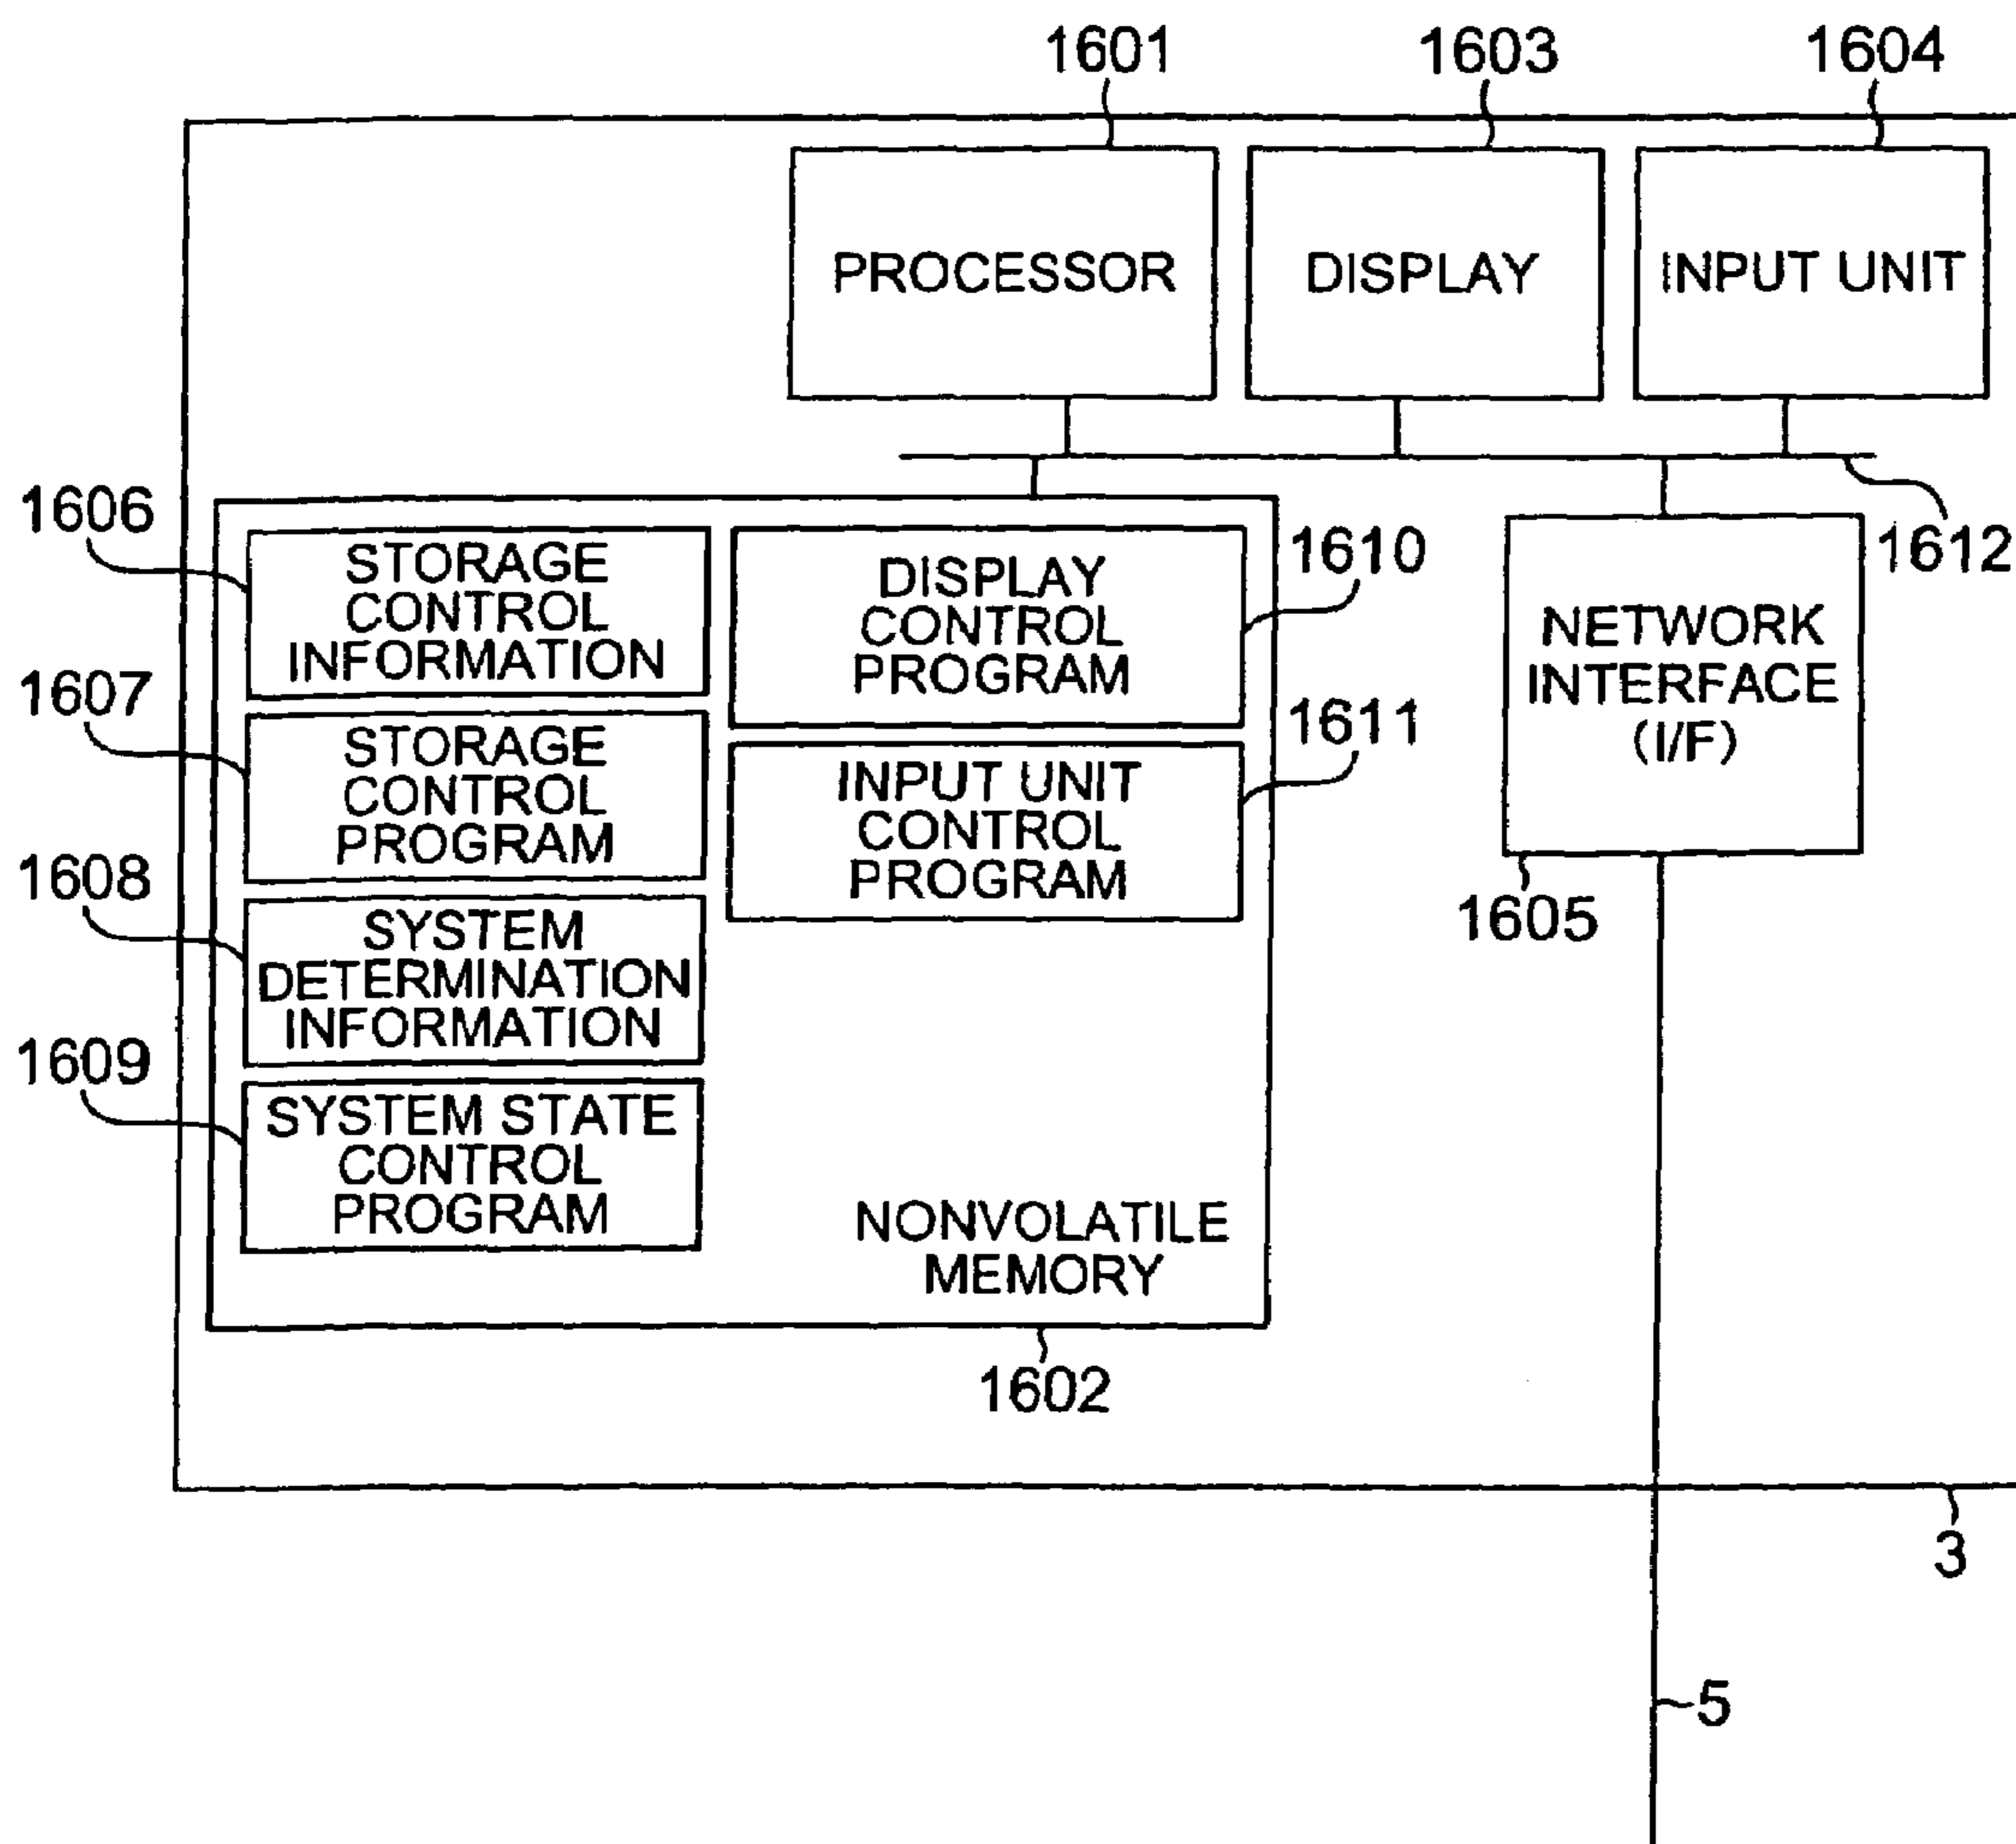 1601
1603
1604
PROCESSOR
DISPLAY
INPUT UNIT
1606
STORAGE
CONTROL
INFORMATION
DISPLAY
CONTROL
PROGRAM
1610
1612
NETWORK
INTERFACE
(I/F)
1607
STORAGE
CONTROL
PROGRAM
1611
INPUT UNIT
CONTROL
PROGRAM
1608
SYSTEM
DETERMINATION
INFORMATION
1605
1609
SYSTEM STATE
CONTROL
PROGRAM
NONVOLATILE
MEMORY
1602
3
5